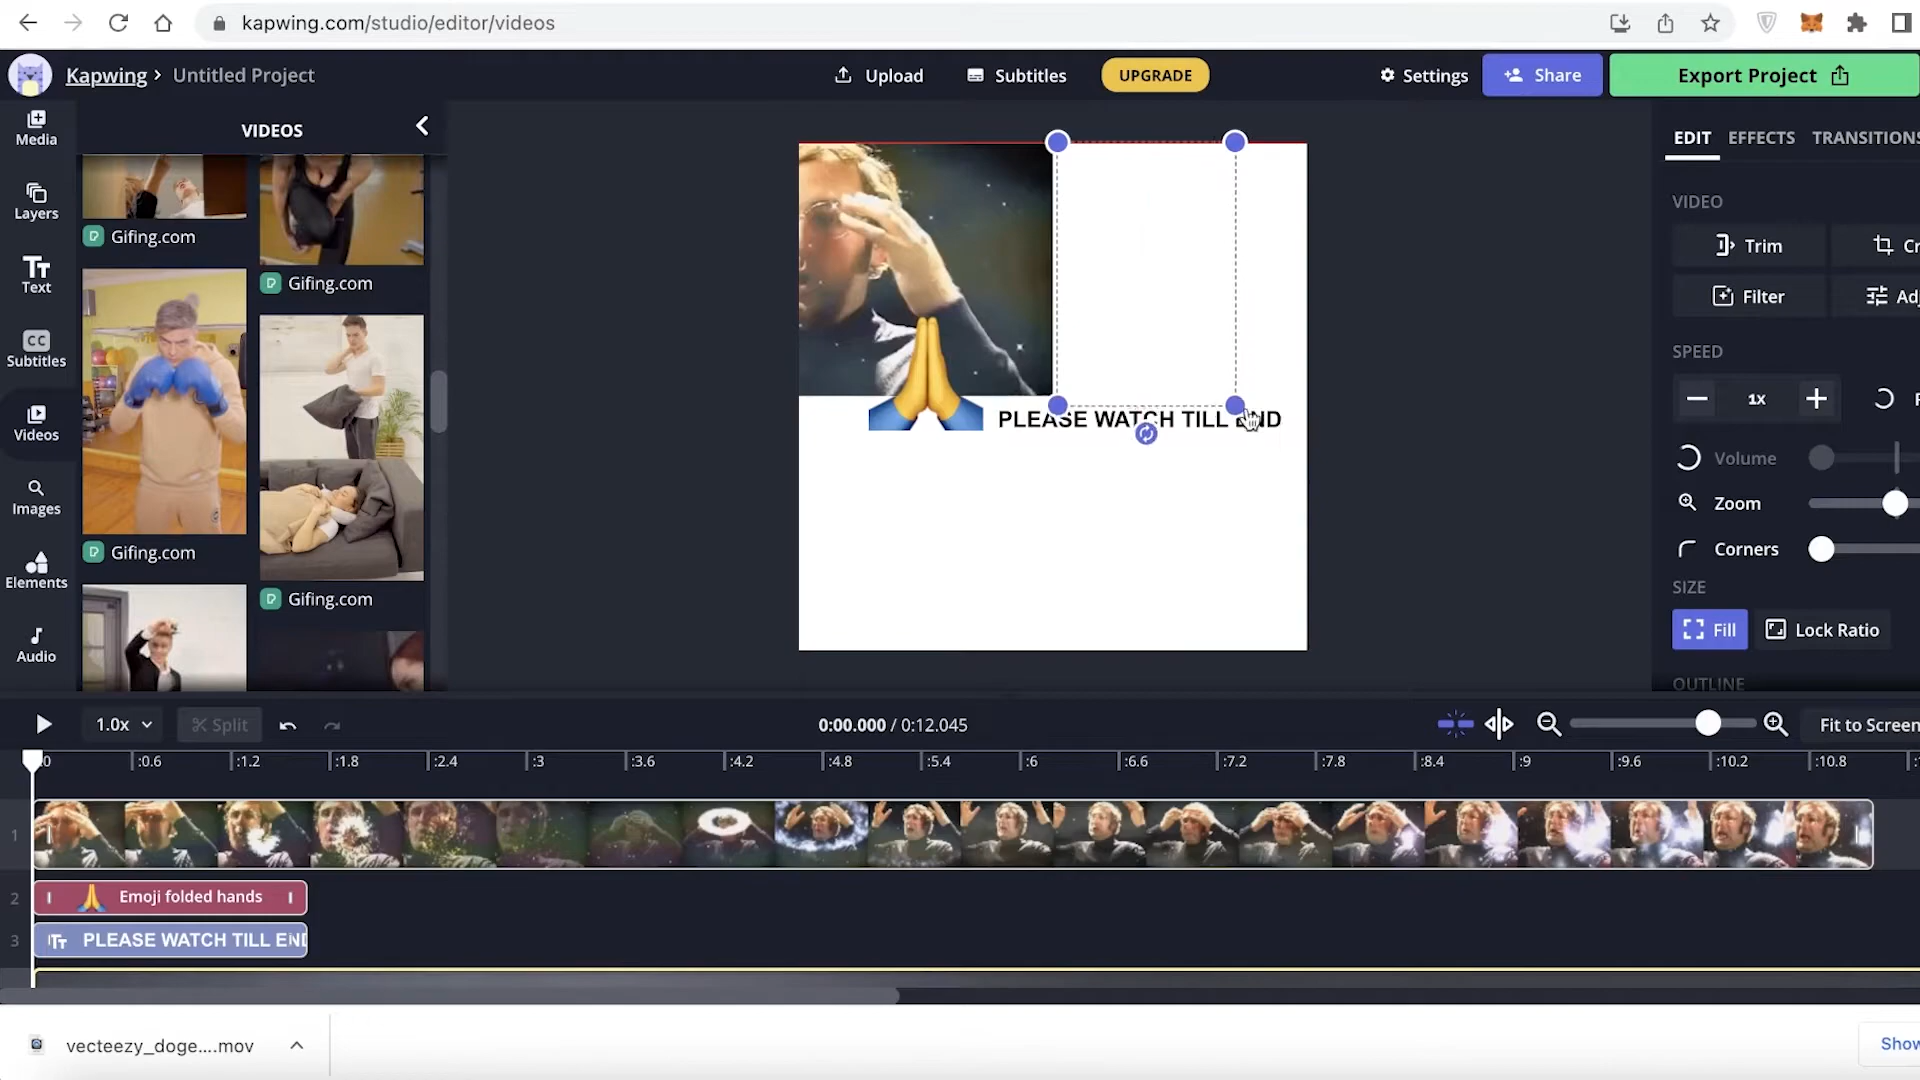 kapwing.com/studio/editor/videos
Kapwing › Untitled Project
Upload
Subtitles
UPGRADE
Settings
Share
Export Project
Media
Layers
Text
Subtitles
Videos
Images
Elements
Audio
VIDEOS
Gifing.com
Gifing.com
Gifing.com
Gifing.com
PLEASE WATCH TILL END
EDIT
EFFECTS
TRANSITIONS
VIDEO
Trim
Cr
Filter
Adj
SPEED
1x
Volume
Zoom
Corners
SIZE
Fill
Lock Ratio
OUTLINE
1.0x
Split
0:00.000 / 0:12.045
Fit to Screen
:0 :0.6 :1.2 :1.8 :2.4 :3 :3.6 :4.2 :4.8 :5.4 :6 :6.6 :7.2 :7.8 :8.4 :9 :9.6 :10.2 :10.8
1
2 Emoji folded hands
3 Tт PLEASE WATCH TILL END
vecteezy_doge....mov
Show